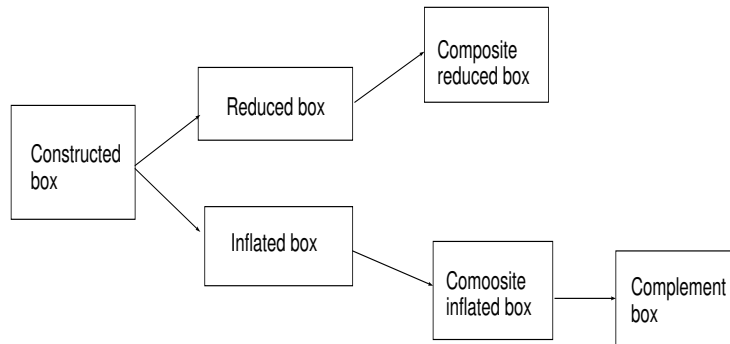 Composite
reduced box
Reduced box
Constructed
box
Inflated box
Comoosite
inflated box
Complement
box